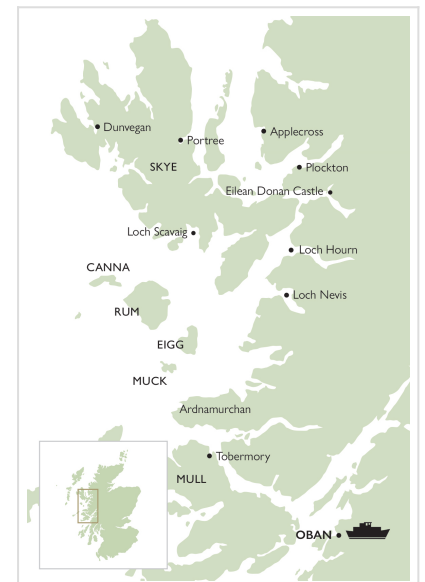 Dunvegan
Applecross
Portree
SKYE
Plockton
Eilean Donan Castle
Loch Scavaig
Loch Hourn
CANNA
Loch Nevis
RUM
EIGG
MUCK
Ardnamurchan
Tobermory
MULL
OBAN